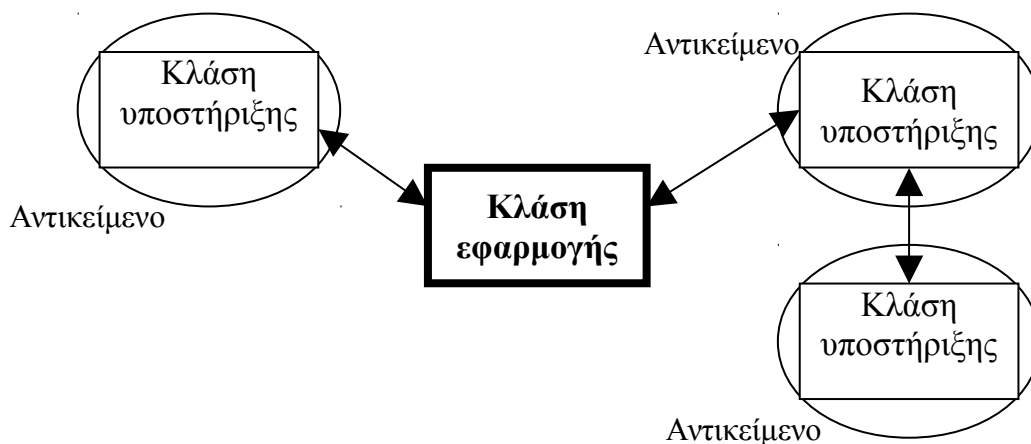 Κλάση
υποστήριξης
Αντικείμενο
Αντικείμενο
Κλάση
υποστήριξης
Κλάση
εφαρμογής
Κλάση
υποστήριξης
Αντικείμενο